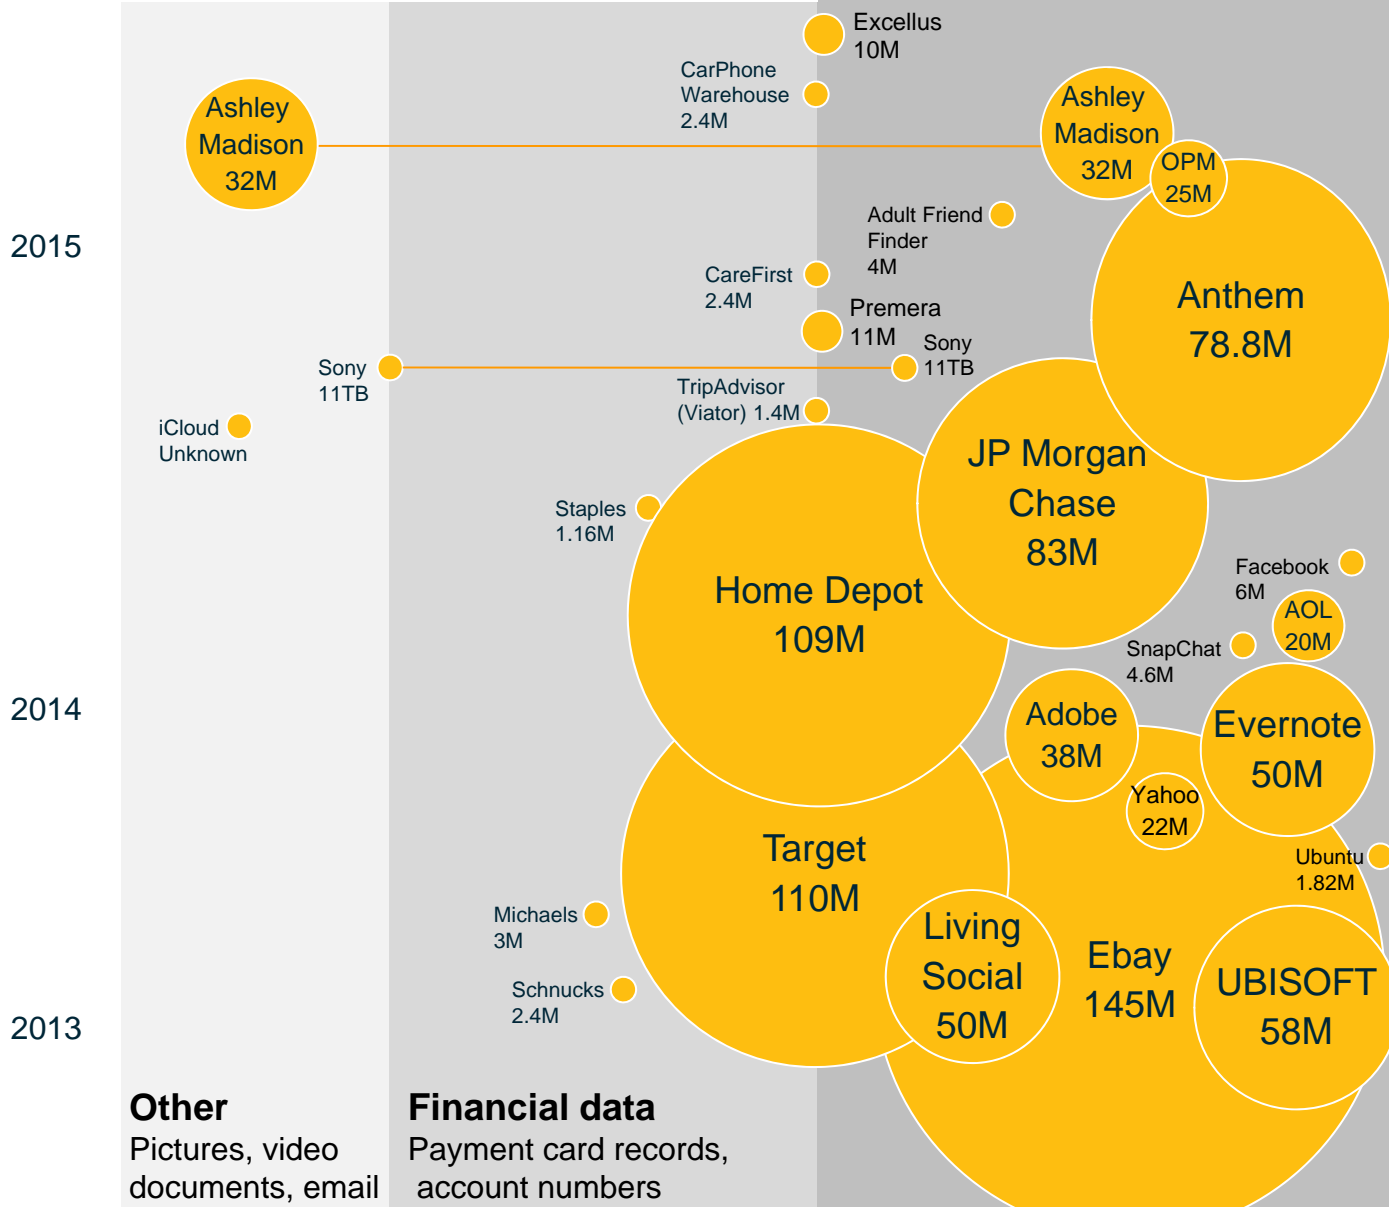 Excellus
10M
CarPhone
Warehouse
2.4M
Ashley
Madison
32M
Ashley
Madison
32M
OPM
25M
Adult Friend
Finder
4M
2015
CareFirst
2.4M
Anthem
78.8M
Premera
11M
Sony
11TB
Sony
11TB
TripAdvisor
(Viator) 1.4M
iCloud
Unknown
JP Morgan
Chase
83M
Staples
1.16M
Home Depot
109M
Facebook
6M
AOL
20M
SnapChat
4.6M
2014
Adobe
38M
Evernote
50M
Yahoo
22M
Target
110M
Ubuntu
1.82M
Michaels
3M
Living
Social
50M
Ebay
145M
UBISOFT
58M
Schnucks
2.4M
2013
Other
Pictures, video
documents, email
Financial data
Payment card records,
account numbers